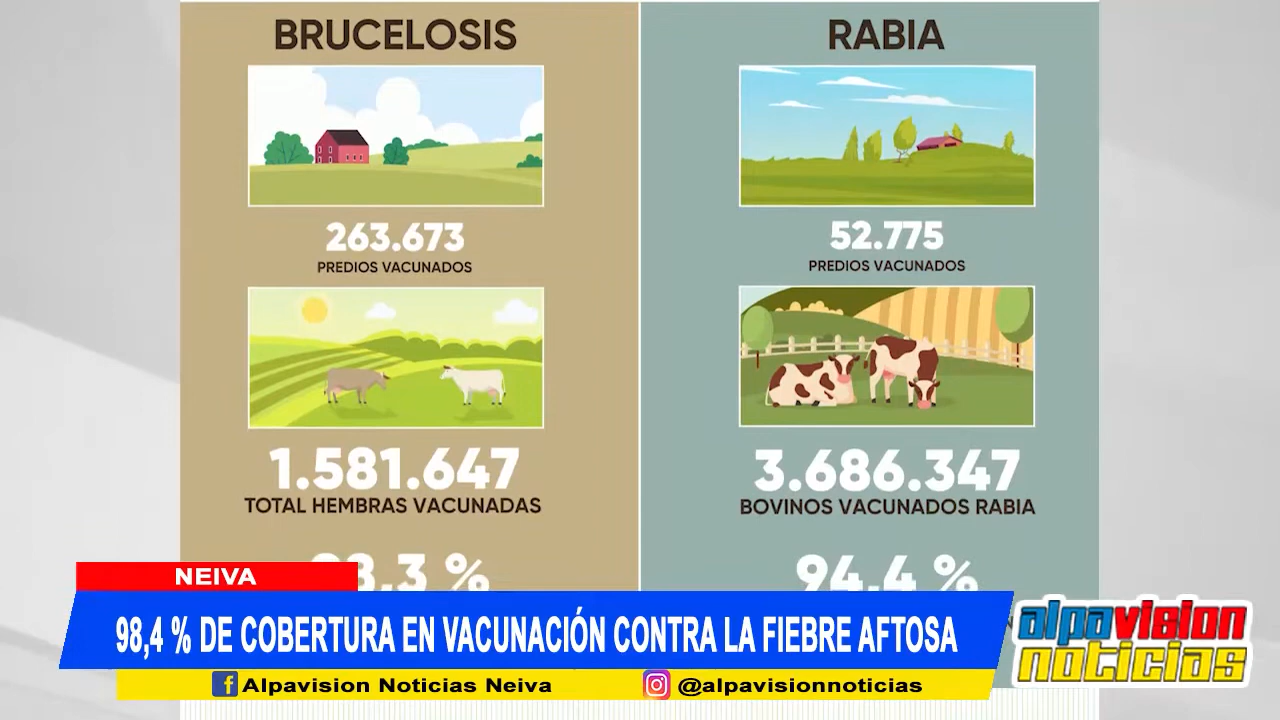 BRUCELOSIS
263.673
PREDIOS VACUNADOS
1.581.647
TOTAL HEMBRAS VACUNADAS
RABIA
52.775
PREDIOS VACUNADOS
3.686.347
BOVINOS VACUNADOS RABIA
94,4 %
NEIVA
98,4 % DE COBERTURA EN VACUNACIÓN CONTRA LA FIEBRE AFTOSA
Alpavision Noticias Neiva
@alpavisionnoticias
alpavision
noticias